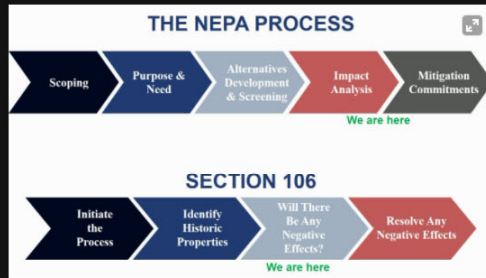 THE NEPA PROCESS
Scoping
Purpose &
Need
Alternatives
Development
& Screening
Impact
Analysis
Mitigation
Commitments
We are here
SECTION 106
Initiate
the
Process
Identify
Historic
Properties
Will There
Be Any
Negative
Effects?
Resolve Any
Negative Effects
We are here